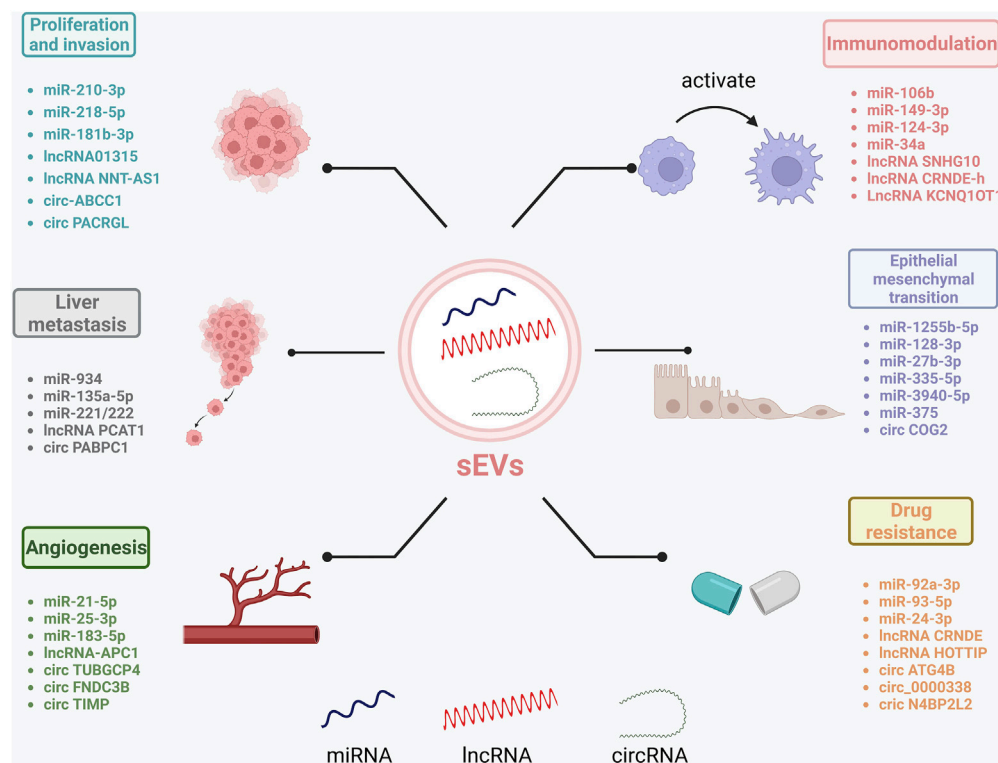 Proliferation
and invasion
miR-210-3p
miR-218-5p
miR-181b-3p
lncRNA01315
lncRNA NNT-AS1
circ-ABCC1
circ PACRGL
activate
Immunomodulation
miR-106b
miR-149-3p
miR-124-3p
miR-34a
lncRNA SNHG10
lncRNA CRNDE-h
LncRNA KCNQ1OT1
Liver
metastasis
miR-934
miR-135a-5p
miR-221/222
lncRNA PCAT1
circ PABPC1
sEVs
Epithelial
mesenchymal
transition
miR-1255b-5p
miR-128-3p
miR-27b-3p
miR-335-5p
miR-3940-5p
miR-375
circ COG2
Angiogenesis
miR-21-5p
miR-25-3p
miR-183-5p
lncRNA-APC1
circ TUBGCP4
circ FNDC3B
circ TIMP
Drug
resistance
miR-92a-3p
miR-93-5p
miR-24-3p
lncRNA CRNDE
lncRNA HOTTIP
circ ATG4B
circ_0000338
cric N4BP2L2
miRNA
lncRNA
circRNA